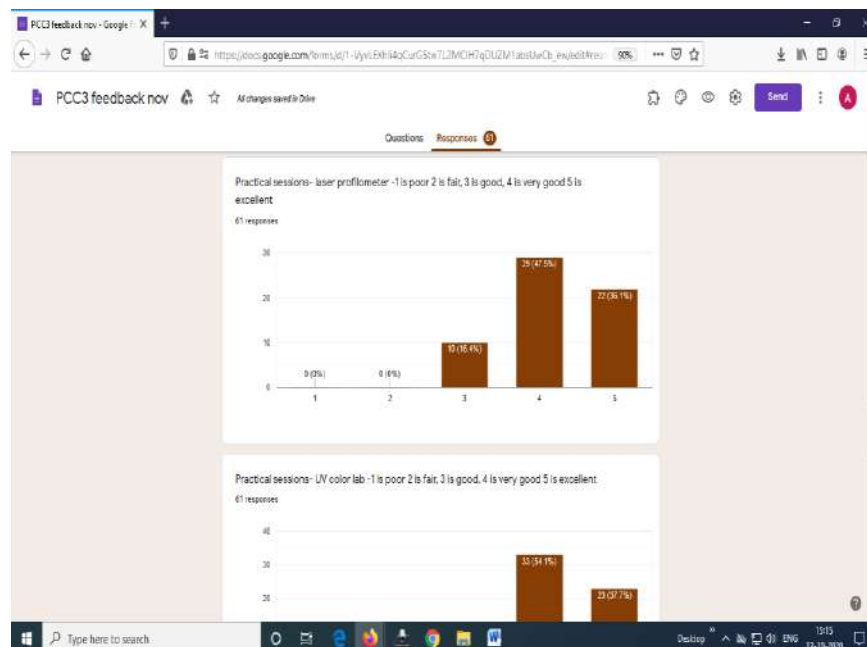 PCC3 feedback nov - Google F
90%
PCC3 feedback nov
All changes saved in Drive
Send
A
Questions Responses 61
Practical sessions- laser profilometer -1 is poor 2 is fair, 3 is good, 4 is very good 5 is
excellent
61 responses
30
20
10
0
0 (0%)
0 (0%)
10 (16.4%)
29 (47.5%)
22 (36.1%)
1 2 3 4 5
Practical sessions- UV color lab -1 is poor 2 is fair, 3 is good, 4 is very good 5 is excellent
61 responses
40
30
20
33 (54.1%)
23 (37.7%)
Type here to search
Desktop
ENG